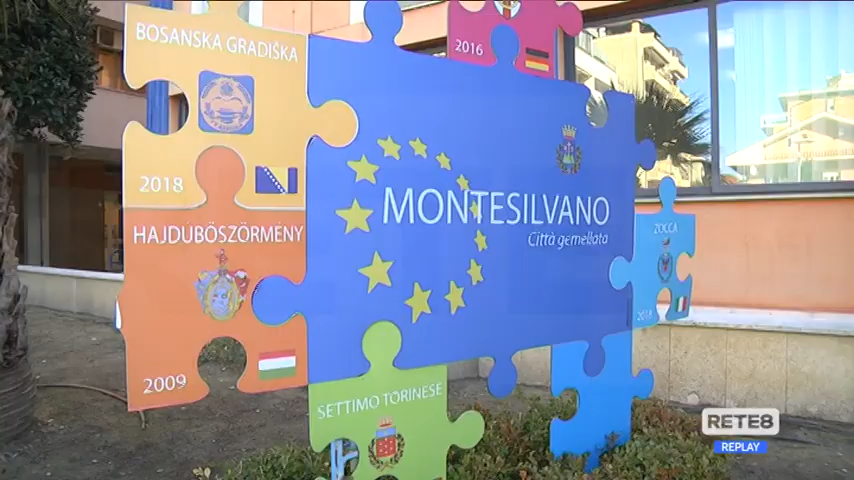 BOSANSKA GRADIŠKA
2018
2016
HAJDUBÖSZÖRMÉNY
2009
MONTESILVANO
Città gemellata
ZOCCA
2018
SETTIMO TORINESE
RETE8
REPLAY